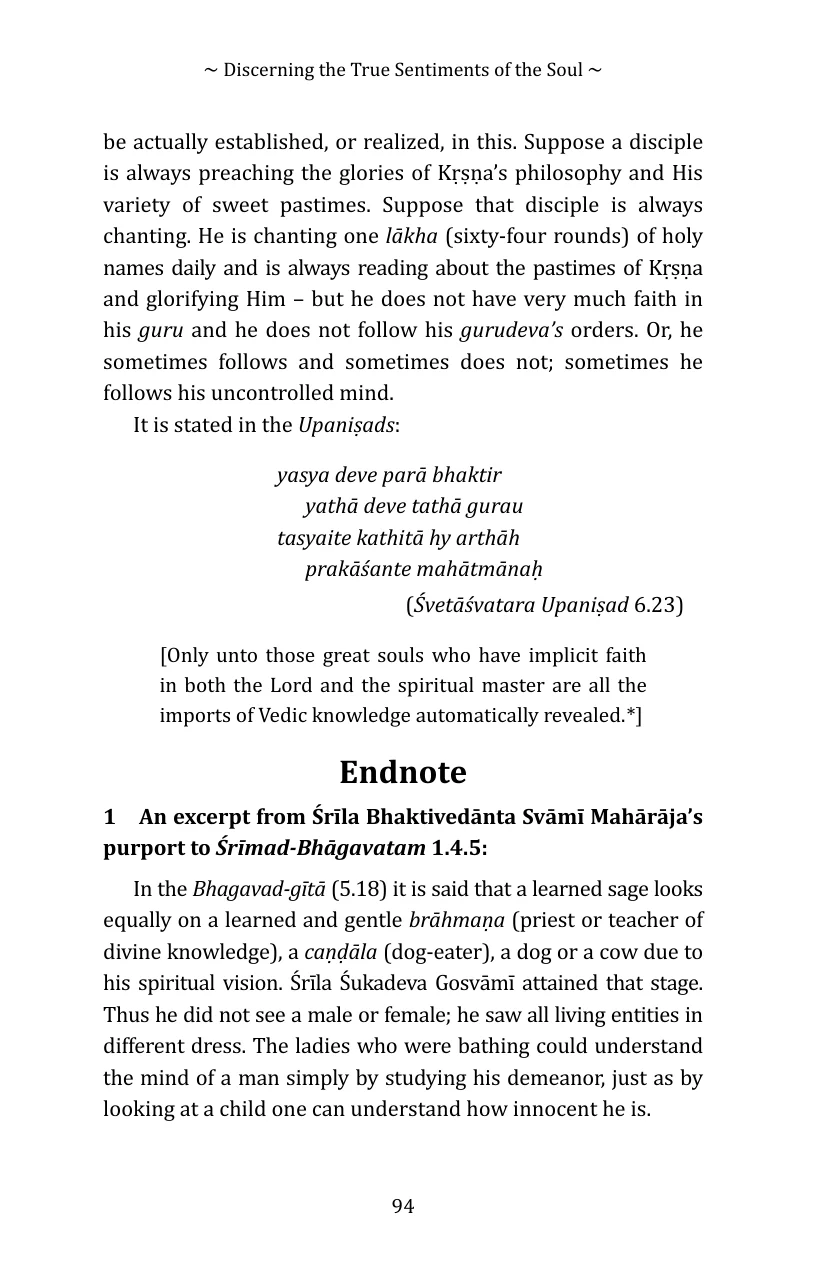 ~ Discerning the True Sentiments of the Soul ~
be actually established, or realized, in this. Suppose a disciple
is always preaching the glories of Kṛṣṇa’s philosophy and His
variety of sweet pastimes. Suppose that disciple is always
chanting. He is chanting one lākha (sixty-four rounds) of holy
names daily and is always reading about the pastimes of Kṛṣṇa
and glorifying Him – but he does not have very much faith in
his guru and he does not follow his gurudeva’s orders. Or, he
sometimes follows and sometimes does not; sometimes he
follows his uncontrolled mind.
It is stated in the Upaniṣads:
yasya deve parā bhaktir
yathā deve tathā gurau
tasyaite kathitā hy arthāh
prakāśante mahātmānaḥ
(Śvetāśvatara Upaniṣad 6.23)
[Only unto those great souls who have implicit faith
in both the Lord and the spiritual master are all the
imports of Vedic knowledge automatically revealed.*]
Endnote
1 An excerpt from Śrīla Bhaktivedānta Svāmī Mahārāja’s
purport to Śrīmad-Bhāgavatam 1.4.5:
In the Bhagavad-gītā (5.18) it is said that a learned sage looks
equally on a learned and gentle brāhmaṇa (priest or teacher of
divine knowledge), a caṇḍāla (dog-eater), a dog or a cow due to
his spiritual vision. Śrīla Śukadeva Gosvāmī attained that stage.
Thus he did not see a male or female; he saw all living entities in
different dress. The ladies who were bathing could understand
the mind of a man simply by studying his demeanor, just as by
looking at a child one can understand how innocent he is.
94